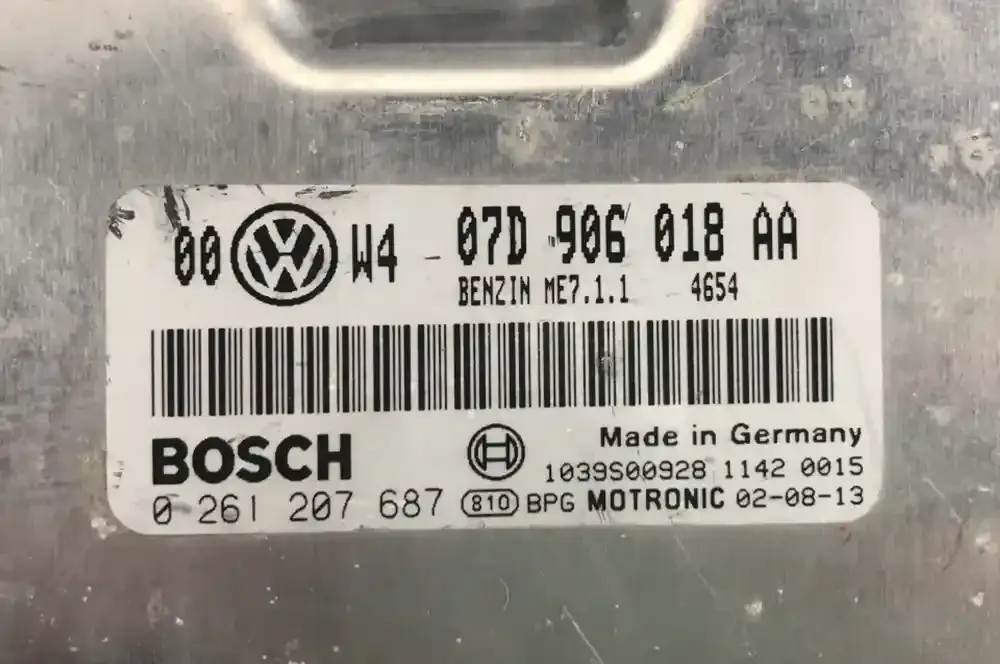 00 VW W4 - 07D 906 018 AA
BENZIN ME7.1.1 4654
BOSCH
Made in Germany
1039S00928 1142 0015
0 261 207 687 810 BPG MOTRONIC 02-08-13